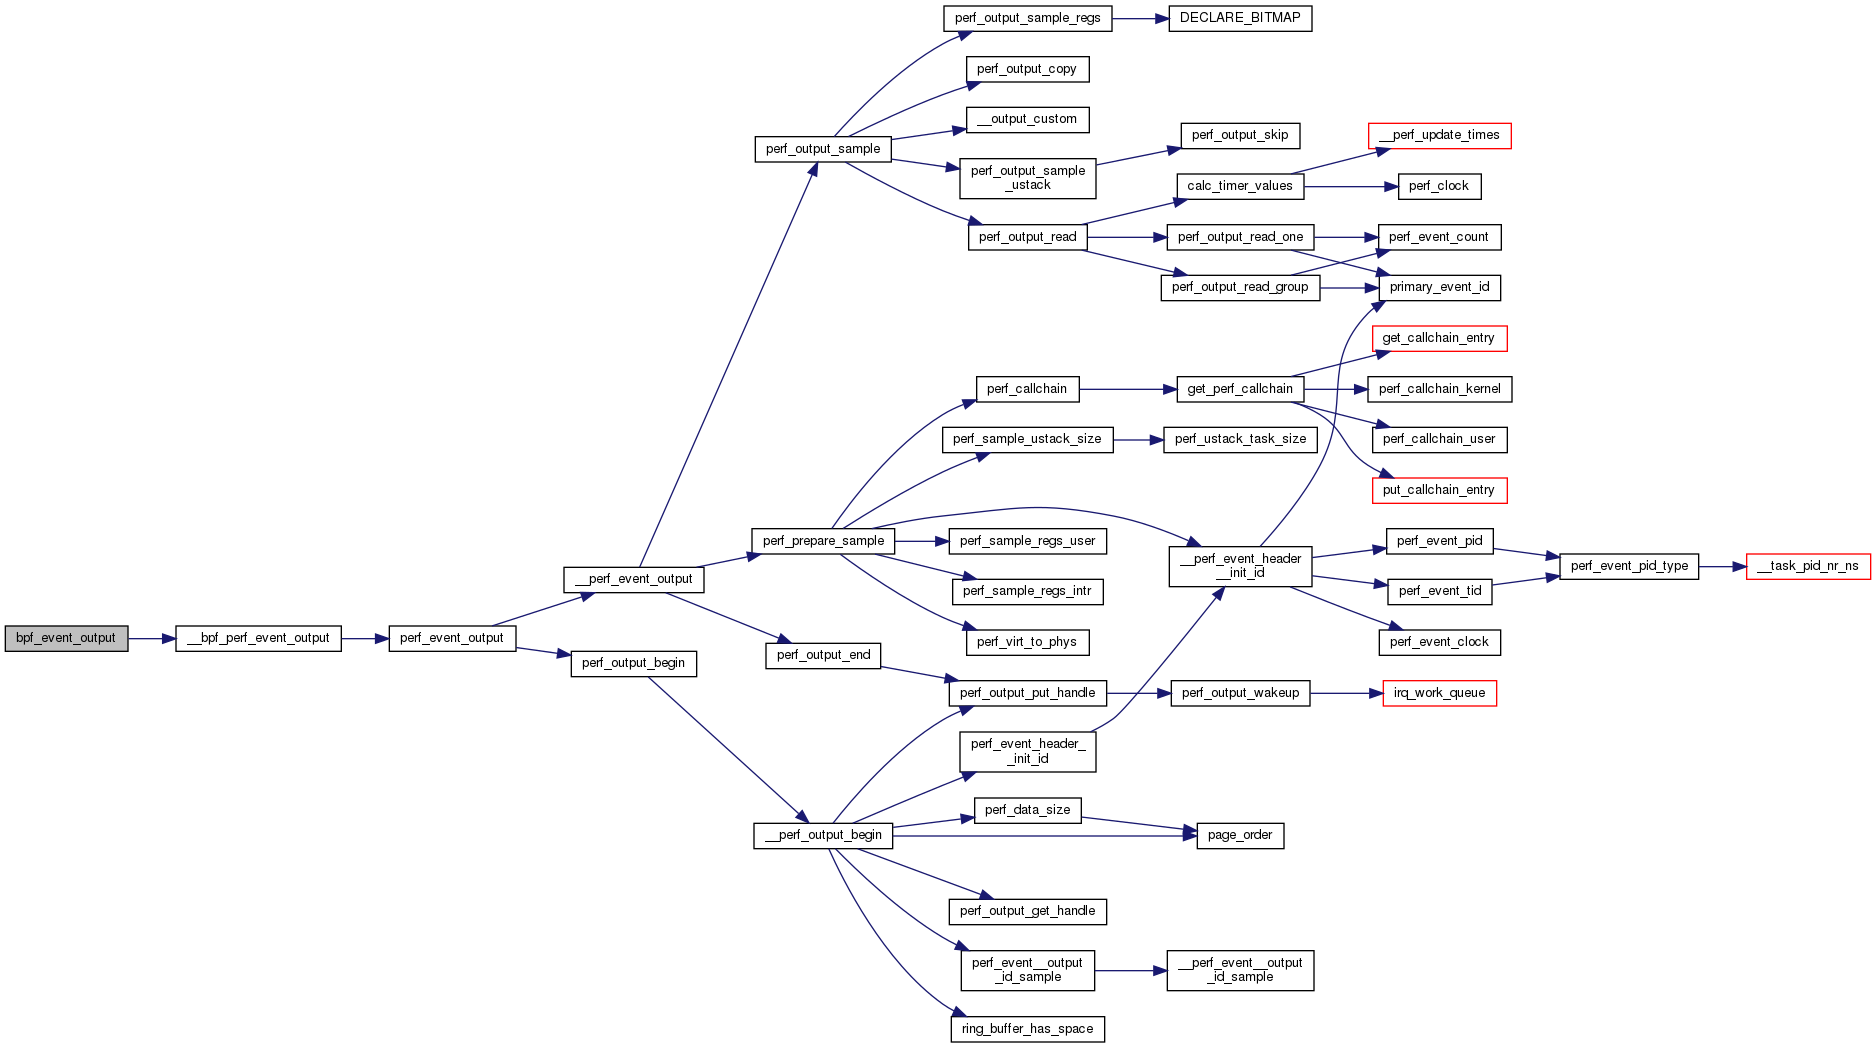 perf_output_sample_regs
DECLARE_BITMAP
perf_output_copy
__output_custom
perf_output_skip
__perf_update_times
perf_output_sample
perf_output_sample
_ustack
calc_timer_values
perf_clock
perf_output_read
perf_output_read_one
perf_event_count
perf_output_read_group
primary_event_id
get_callchain_entry
perf_callchain
get_perf_callchain
perf_callchain_kernel
perf_sample_ustack_size
perf_ustack_task_size
perf_callchain_user
put_callchain_entry
perf_prepare_sample
perf_sample_regs_user
__perf_event_header
__init_id
perf_event_pid
perf_event_pid_type
__task_pid_nr_ns
__perf_event_output
perf_sample_regs_intr
perf_event_tid
bpf_event_output
__bpf_perf_event_output
perf_event_output
perf_virt_to_phys
perf_event_clock
perf_output_begin
perf_output_end
perf_output_put_handle
perf_output_wakeup
irq_work_queue
perf_event_header_
_init_id
perf_data_size
__perf_output_begin
page_order
perf_output_get_handle
perf_event__output
_id_sample
__perf_event__output
_id_sample
ring_buffer_has_space